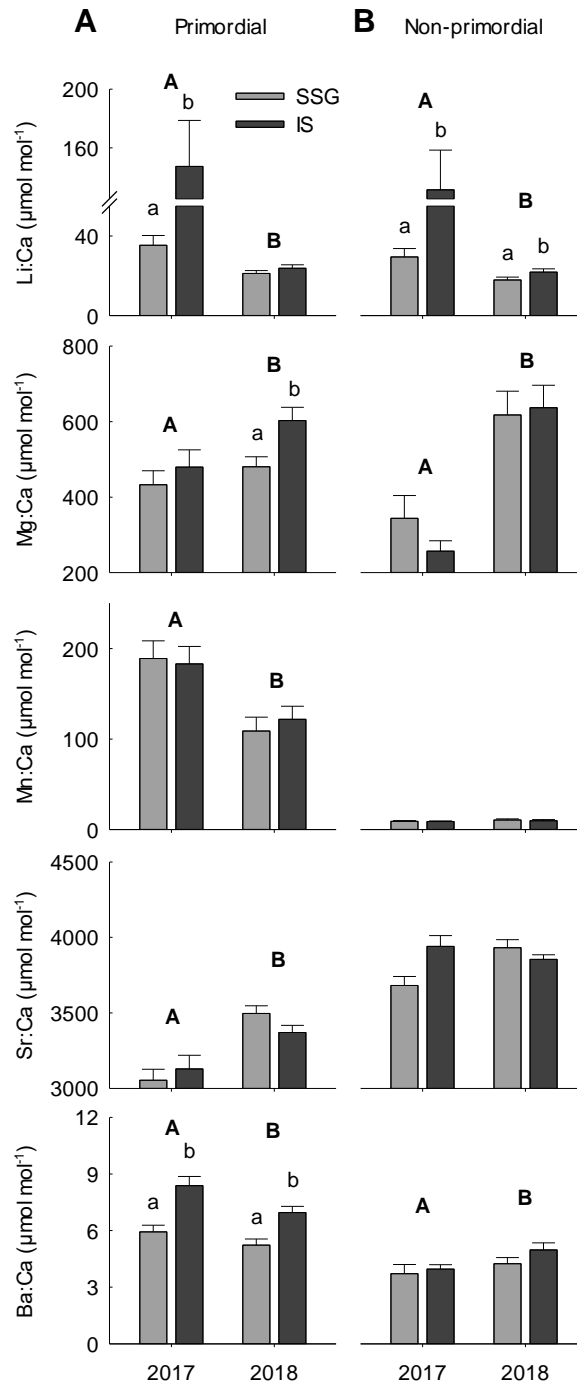 A Primordial B Non-primordial
Li:Ca (µmol mol⁻¹)
200
160
40
0
A
b
a
B
SSG
IS
A
b
a
B
a b
Mg:Ca (µmol mol⁻¹)
800
600
400
200
A
B
a
b
A
B
Mn:Ca (µmol mol⁻¹)
200
100
0
A
B
Sr:Ca (µmol mol⁻¹)
4500
4000
3500
3000
A
B
Ba:Ca (µmol mol⁻¹)
12
9
6
3
0
A
a
b
B
a
b
A
B
2017 2018 2017 2018